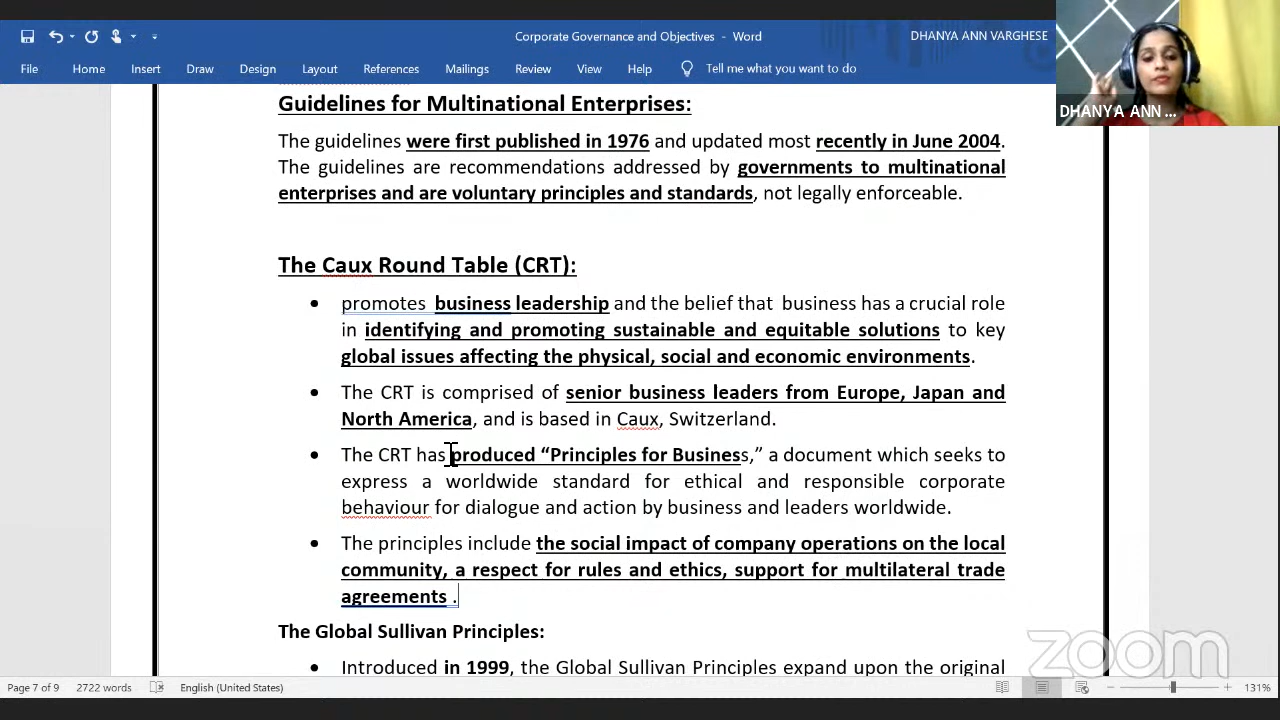 Corporate Governance and Objectives - Word
DHANYA ANN VARGHESE
File Home Insert Draw Design Layout References Mailings Review View Help Tell me what you want to do
DHANYA ANN ...
Guidelines for Multinational Enterprises:
The guidelines were first published in 1976 and updated most recently in June 2004.
The guidelines are recommendations addressed by governments to multinational
enterprises and are voluntary principles and standards, not legally enforceable.
The Caux Round Table (CRT):
• promotes business leadership and the belief that business has a crucial role
in identifying and promoting sustainable and equitable solutions to key
global issues affecting the physical, social and economic environments.
• The CRT is comprised of senior business leaders from Europe, Japan and
North America, and is based in Caux, Switzerland.
• The CRT has produced “Principles for Business,” a document which seeks to
express a worldwide standard for ethical and responsible corporate
behaviour for dialogue and action by business and leaders worldwide.
• The principles include the social impact of company operations on the local
community, a respect for rules and ethics, support for multilateral trade
agreements .
The Global Sullivan Principles:
• Introduced in 1999, the Global Sullivan Principles expand upon the original
zoom
Page 7 of 9 2722 words English (United States) 131%